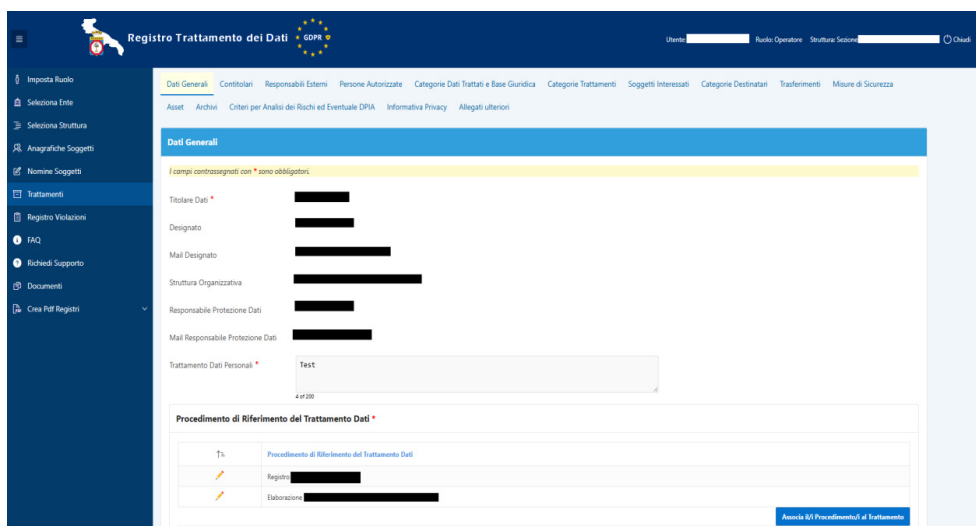 Registro Trattamento dei Dati
GDPR
Utente:
Ruolo: Operatore
Struttura: Sezione
Chiudi
Imposta Ruolo
Seleziona Ente
Seleziona Struttura
Anagrafiche Soggetti
Nomine Soggetti
Trattamenti
Registro Violazioni
FAQ
Richiedi Supporto
Documenti
Crea Pdf Registri
Dati Generali Contitolari Responsabili Esterni Persone Autorizzate Categorie Dati Trattati e Base Giuridica Categorie Trattamenti Soggetti Interessati Categorie Destinatari Trasferimenti Misure di Sicurezza
Asset Archivi Criteri per Analisi dei Rischi ed Eventuale DPIA Informativa Privacy Allegati ulteriori
Dati Generali
I campi contrassegnati con * sono obbligatori.
Titolare Dati *
Designato
Mail Designato
Struttura Organizzativa
Responsabile Protezione Dati
Mail Responsabile Protezione Dati
Trattamento Dati Personali *
Test
4 of 200
Procedimento di Riferimento del Trattamento Dati *
Procedimento di Riferimento del Trattamento Dati
Registro
Elaborazione
Associa il/i Procedimento/i al Trattamento